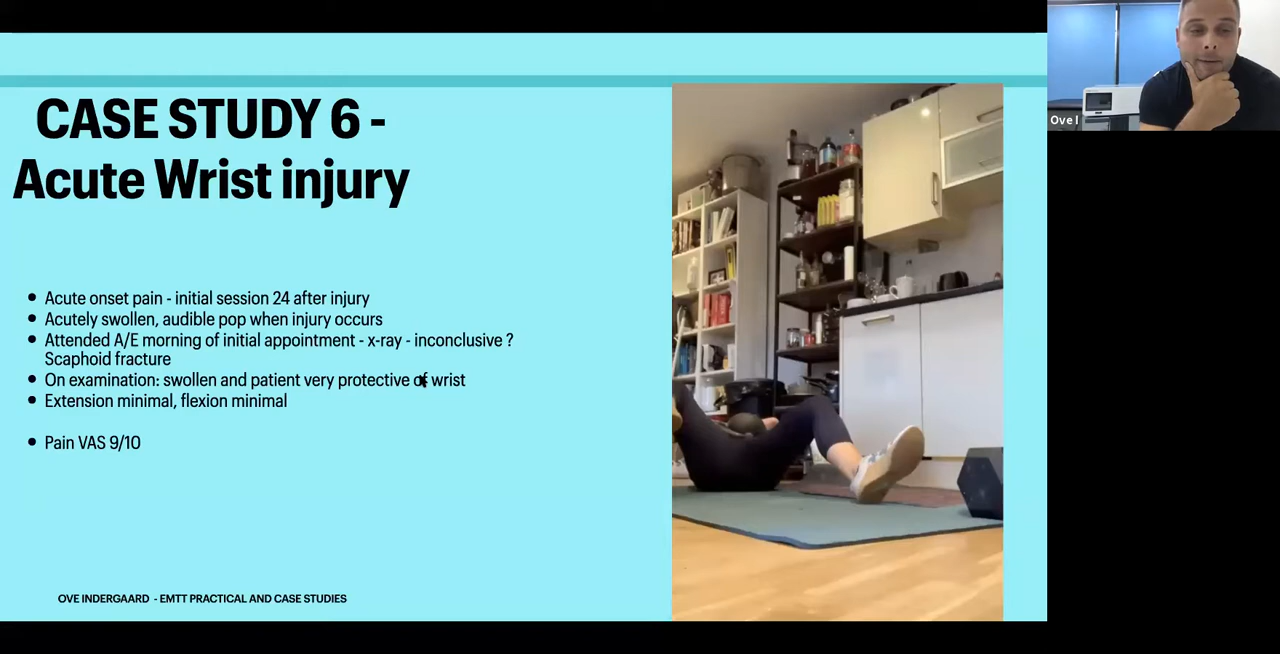 CASE STUDY 6 -
Acute Wrist injury
Acute onset pain - initial session 24 after injury
Acutely swollen, audible pop when injury occurs
Attended A/E morning of initial appointment - x-ray - inconclusive ?
Scaphoid fracture
On examination: swollen and patient very protective of wrist
Extension minimal, flexion minimal
Pain VAS 9/10
OVE INDERGAARD - EMTT PRACTICAL AND CASE STUDIES
Ove I